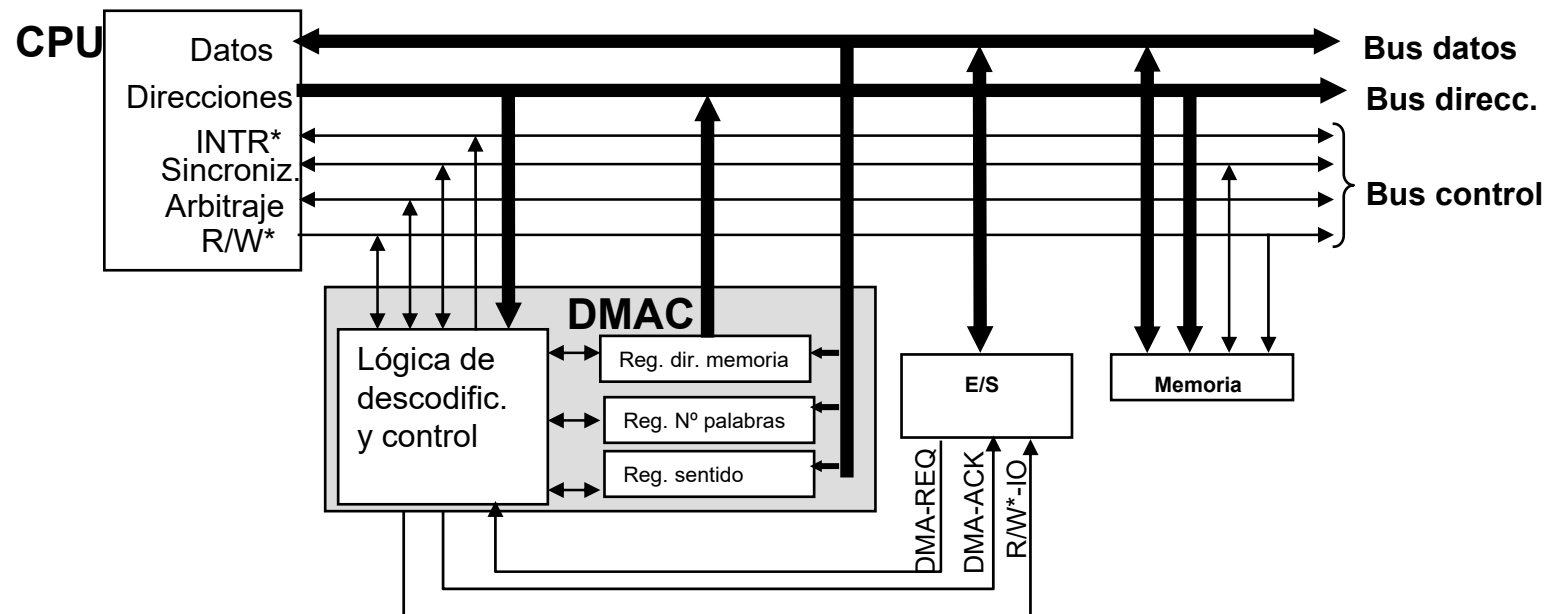 CPU
Datos
Direcciones
INTR*
Sincroniz.
Arbitraje
R/W*
Bus datos
Bus direcc.
Bus control
DMAC
Lógica de
descodific.
y control
Reg. dir. memoria
Reg. Nº palabras
Reg. sentido
E/S
Memoria
DMA-REQ
DMA-ACK
R/W*-IO